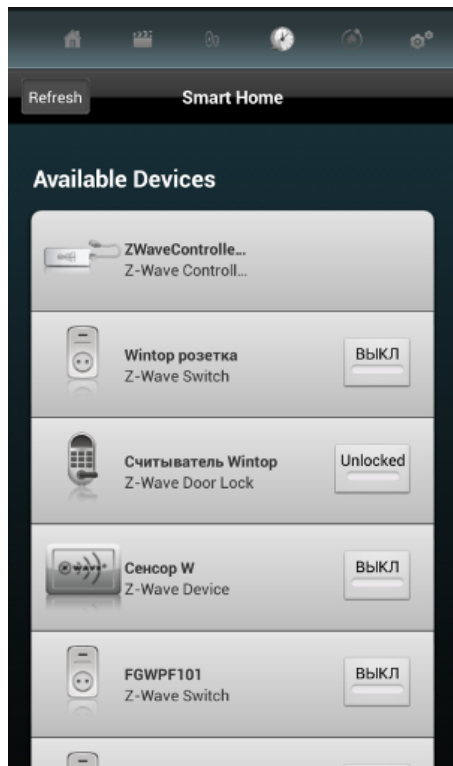 Refresh
Smart Home
Available Devices
ZWaveControlle...
Z-Wave Controll...
Wintop розетка
Z-Wave Switch
ВЫКЛ
Считыватель Wintop
Z-Wave Door Lock
Unlocked
Сенсор W
Z-Wave Device
ВЫКЛ
FGWPF101
Z-Wave Switch
ВЫКЛ